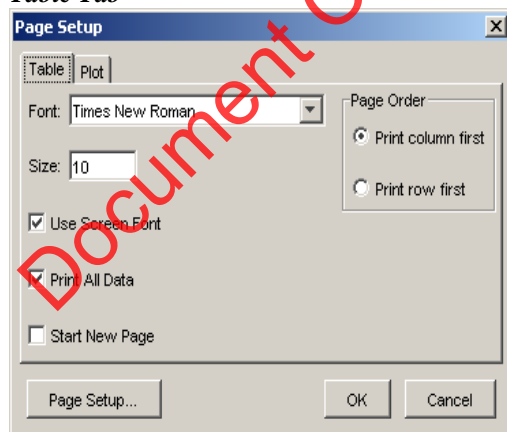 Table Tab
Page Setup
Table Plot
Font: Times New Roman
Size: 10
Use Screen Font
Print All Data
Start New Page
Page Order
Print column first
Print row first
Page Setup...
OK
Cancel
Document